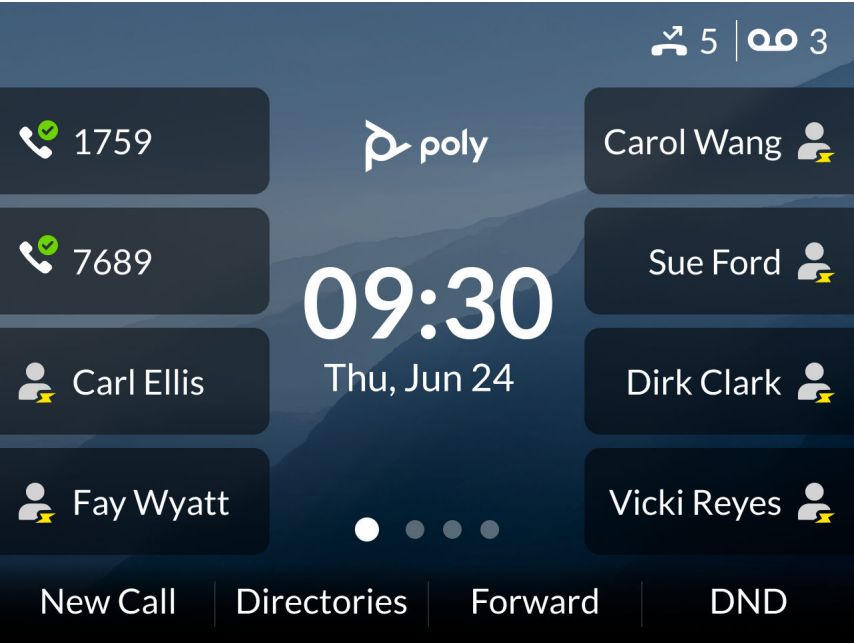 5 3
1759
7689
Carl Ellis
Fay Wyatt
poly
09:30
Thu, Jun 24
Carol Wang
Sue Ford
Dirk Clark
Vicki Reyes
New Call Directories Forward DND